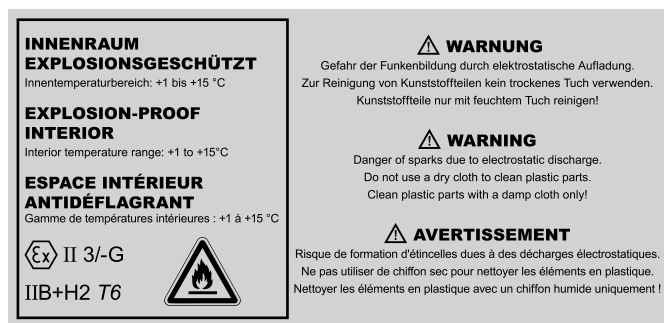 INNENRAUM
EXPLOSIONSGESCHÜTZT
Innentemperaturbereich: +1 bis +15 °C
EXPLOSION-PROOF
INTERIOR
Interior temperature range: +1 to +15°C
ESPACE INTÉRIEUR
ANTIDÉFLAGRANT
Gamme de températures intérieures : +1 à +15 °C
Ex II 3/-G
IIB+H2 T6
WARNUNG
Gefahr der Funkenbildung durch elektrostatische Aufladung.
Zur Reinigung von Kunststoffteilen kein trockenes Tuch verwenden.
Kunststoffteile nur mit feuchtem Tuch reinigen!
WARNING
Danger of sparks due to electrostatic discharge.
Do not use a dry cloth to clean plastic parts.
Clean plastic parts with a damp cloth only!
AVERTISSEMENT
Risque de formation d'étincelles dues à des décharges électrostatiques.
Ne pas utiliser de chiffon sec pour nettoyer les éléments en plastique.
Nettoyer les éléments en plastique avec un chiffon humide uniquement !